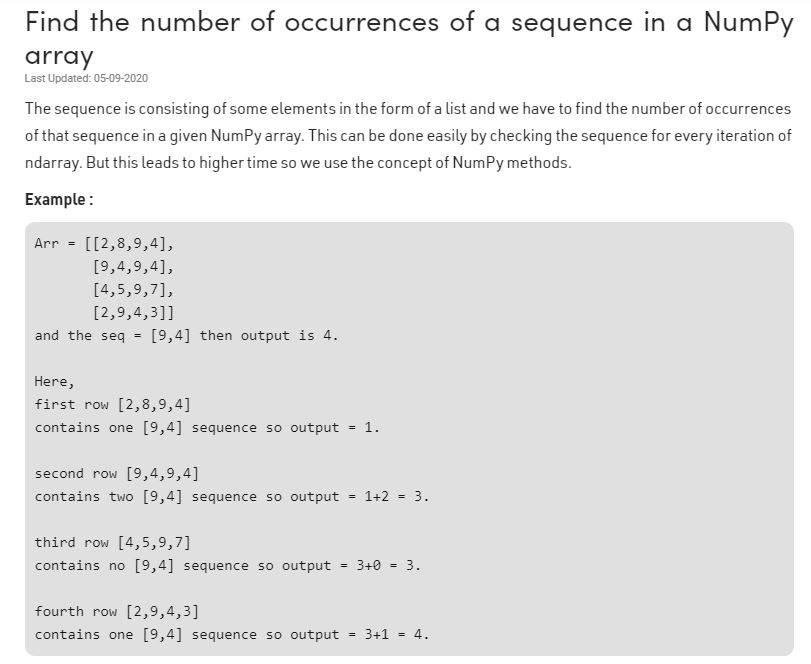 Find the number of occurrences of a sequence in a NumPy
array
Last Updated: 05-09-2020
The sequence is consisting of some elements in the form of a list and we have to find the number of occurrences
of that sequence in a given NumPy array. This can be done easily by checking the sequence for every iteration of
ndarray. But this leads to higher time so we use the concept of NumPy methods.
Example :
Arr = [[2,8,9,4],
       [9,4,9,4],
       [4,5,9,7],
       [2,9,4,3]]
and the seq = [9,4] then output is 4.
Here,
first row [2,8,9,4]
contains one [9,4] sequence so output = 1.
second row [9,4,9,4]
contains two [9,4] sequence so output = 1+2 = 3.
third row [4,5,9,7]
contains no [9,4] sequence so output = 3+0 = 3.
fourth row [2,9,4,3]
contains one [9,4] sequence so output = 3+1 = 4.